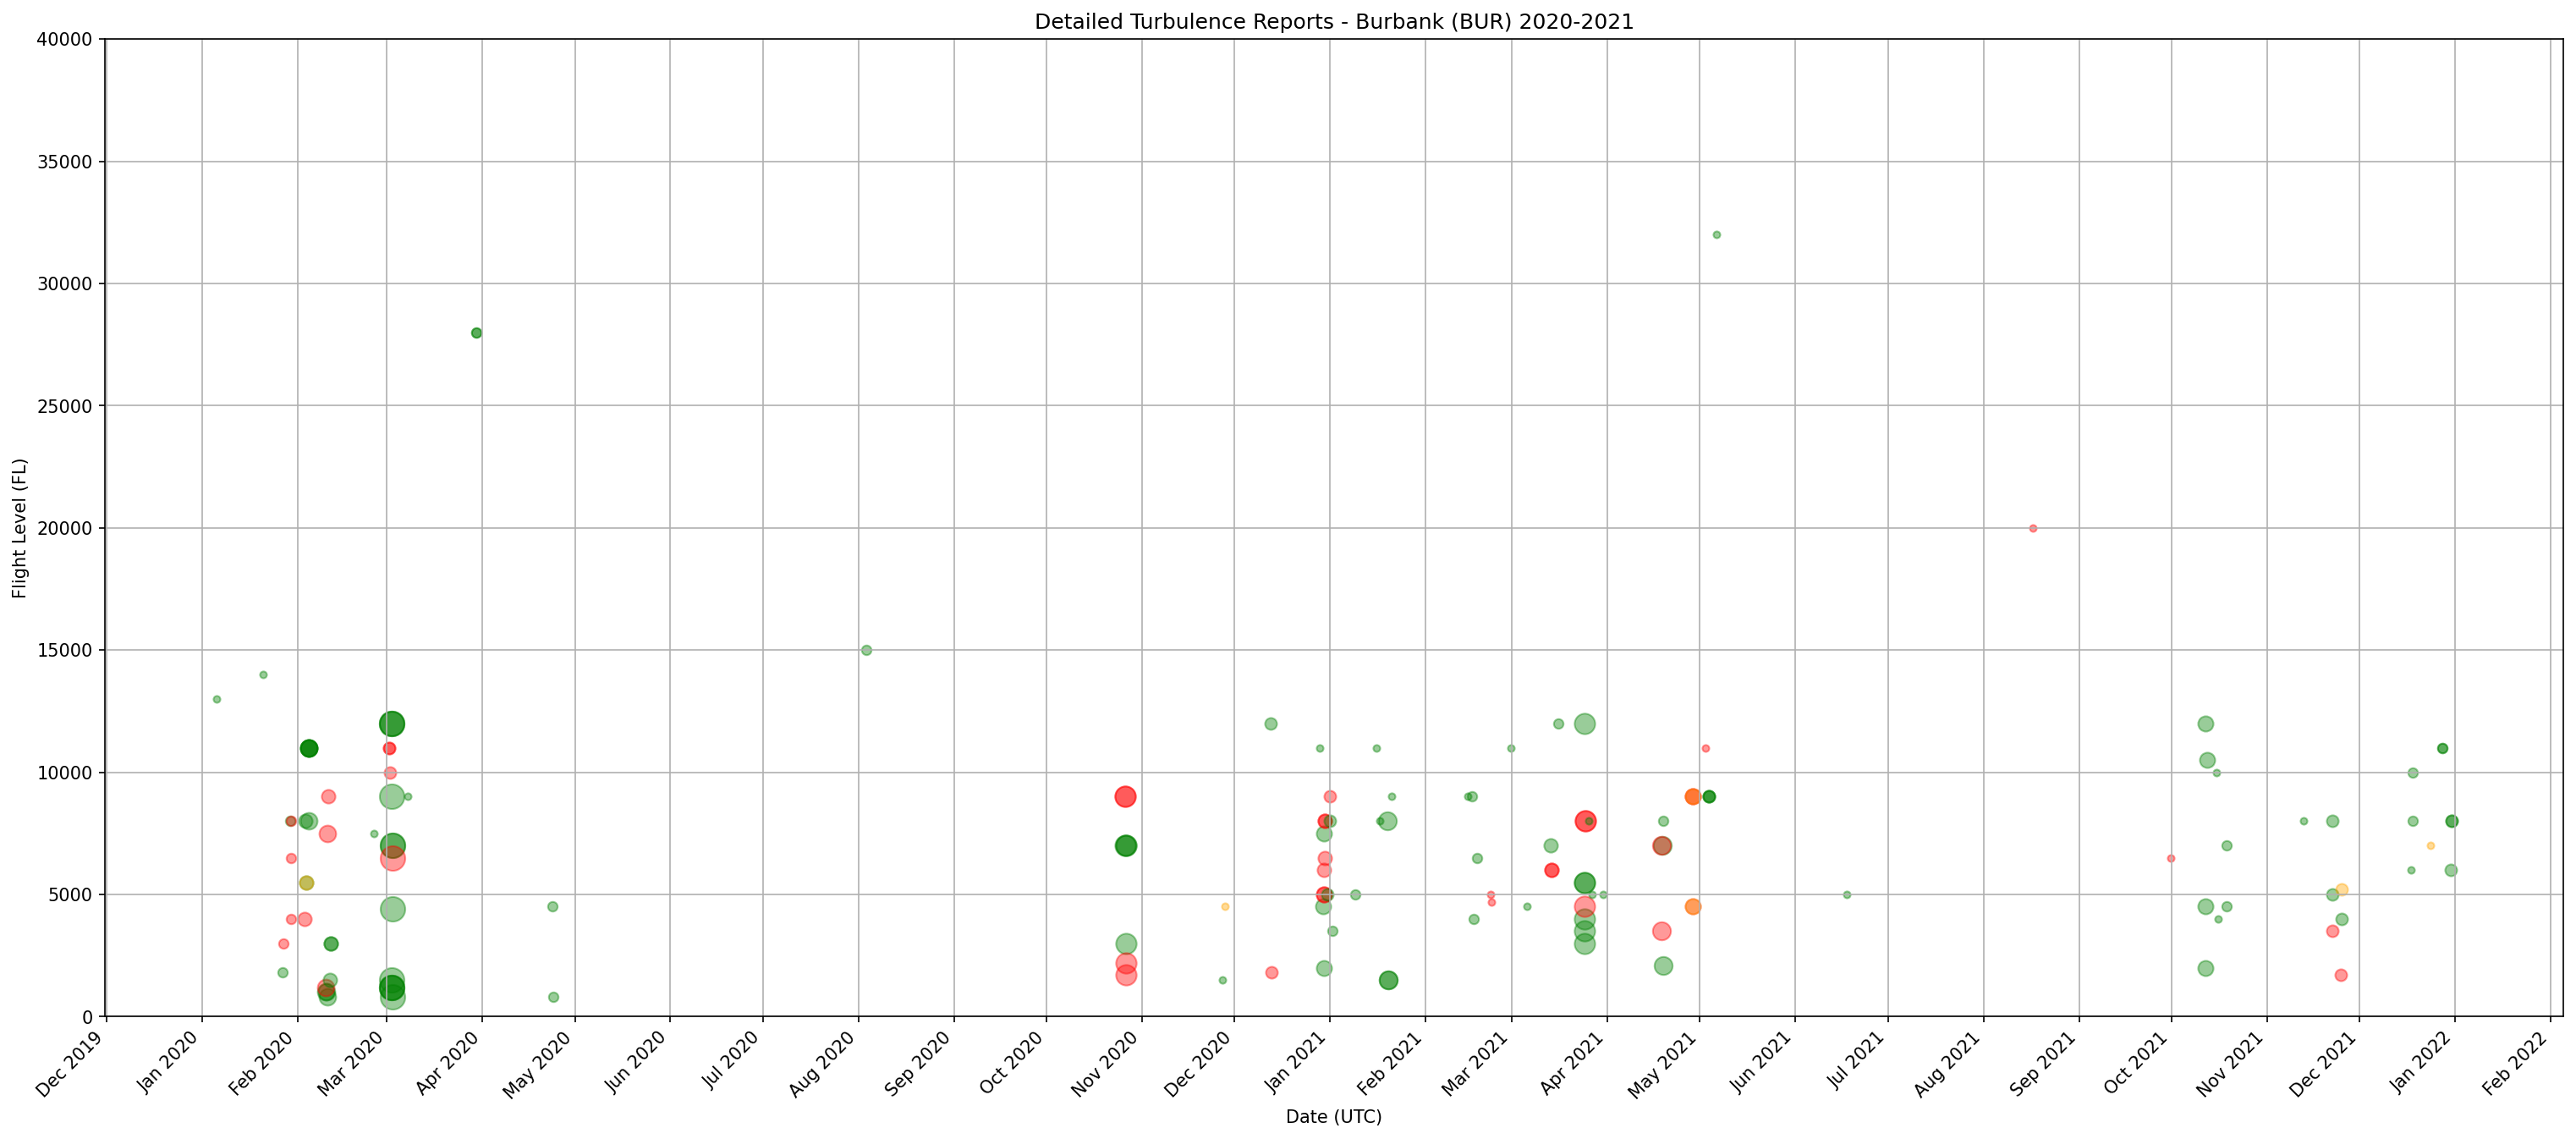 Detailed Turbulence Reports - Burbank (BUR) 2020-2021
40000
35000
30000
25000
20000
15000
10000
5000
0
Flight Level (FL)
Dec 2019
Jan 2020
Feb 2020
Mar 2020
Apr 2020
May 2020
Jun 2020
Jul 2020
Aug 2020
Sep 2020
Oct 2020
Nov 2020
Dec 2020
Jan 2021
Feb 2021
Mar 2021
Apr 2021
May 2021
Jun 2021
Jul 2021
Aug 2021
Sep 2021
Oct 2021
Nov 2021
Dec 2021
Jan 2022
Feb 2022
Date (UTC)